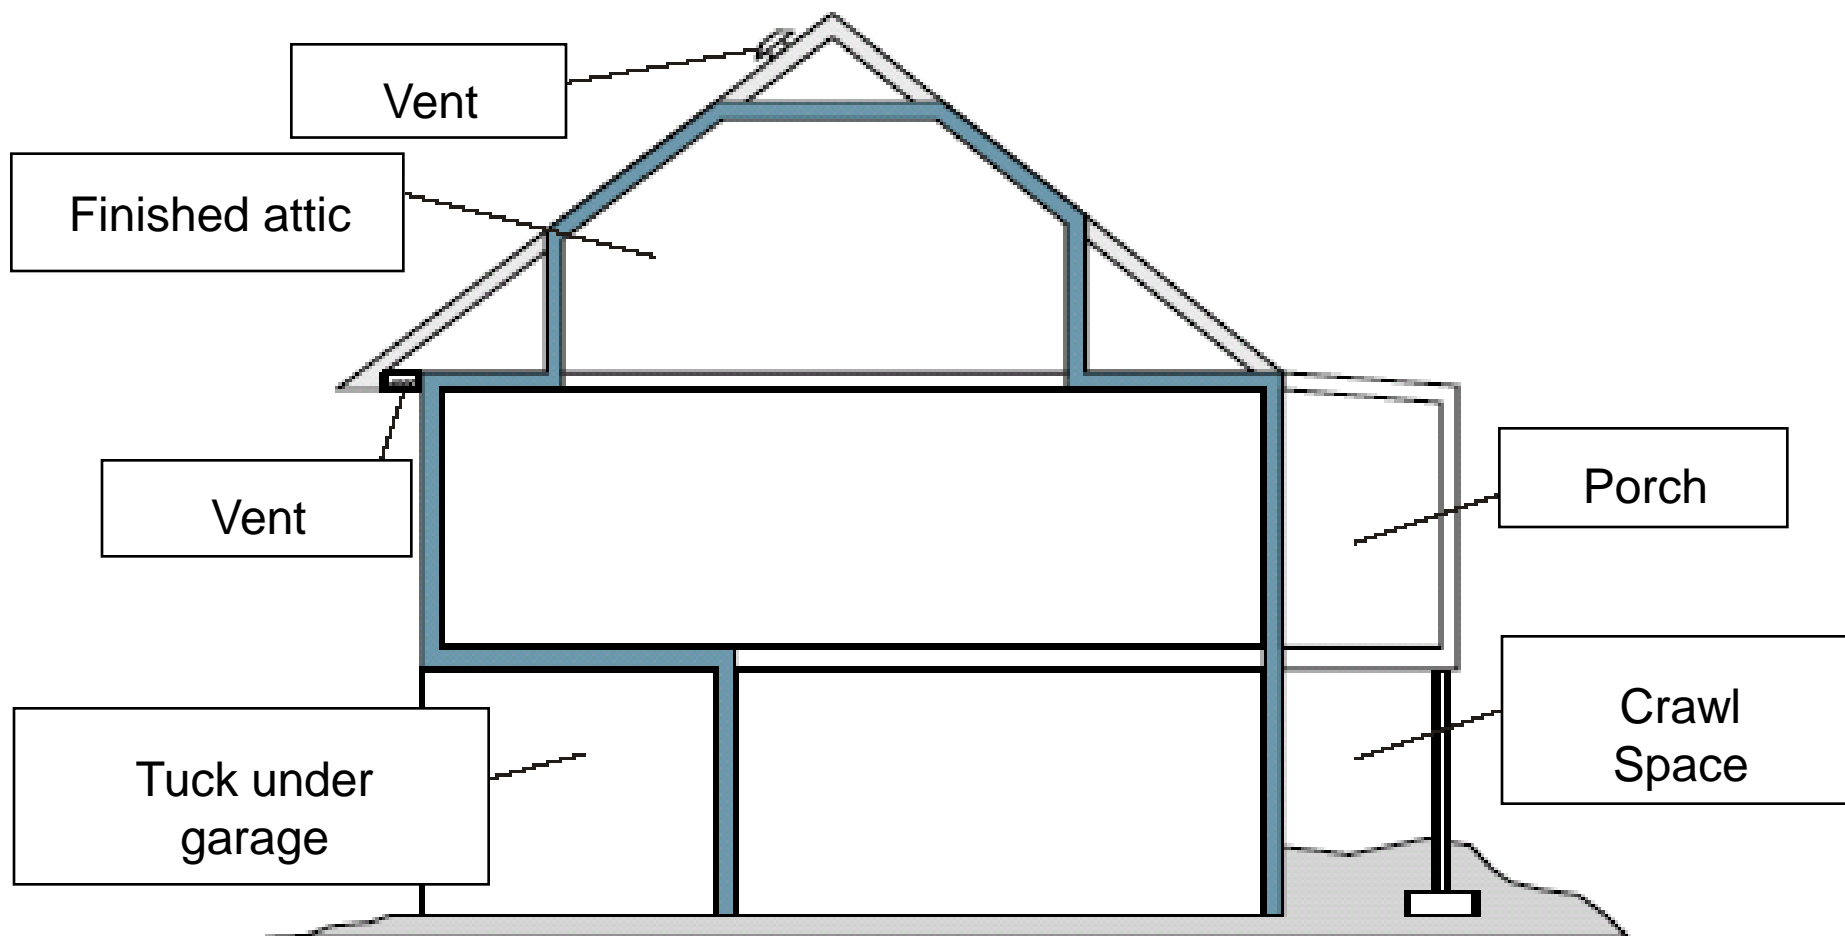 Vent
Finished attic
Vent
Porch
Crawl
Space
Tuck under
garage